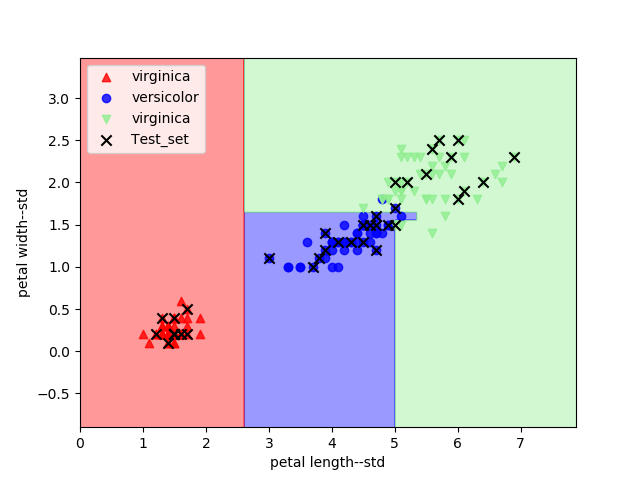 virginica
versicolor
virginica
Test_set
3.0
2.5
2.0
1.5
1.0
0.5
0.0
−0.5
petal width--std
0 1 2 3 4 5 6 7
petal length--std